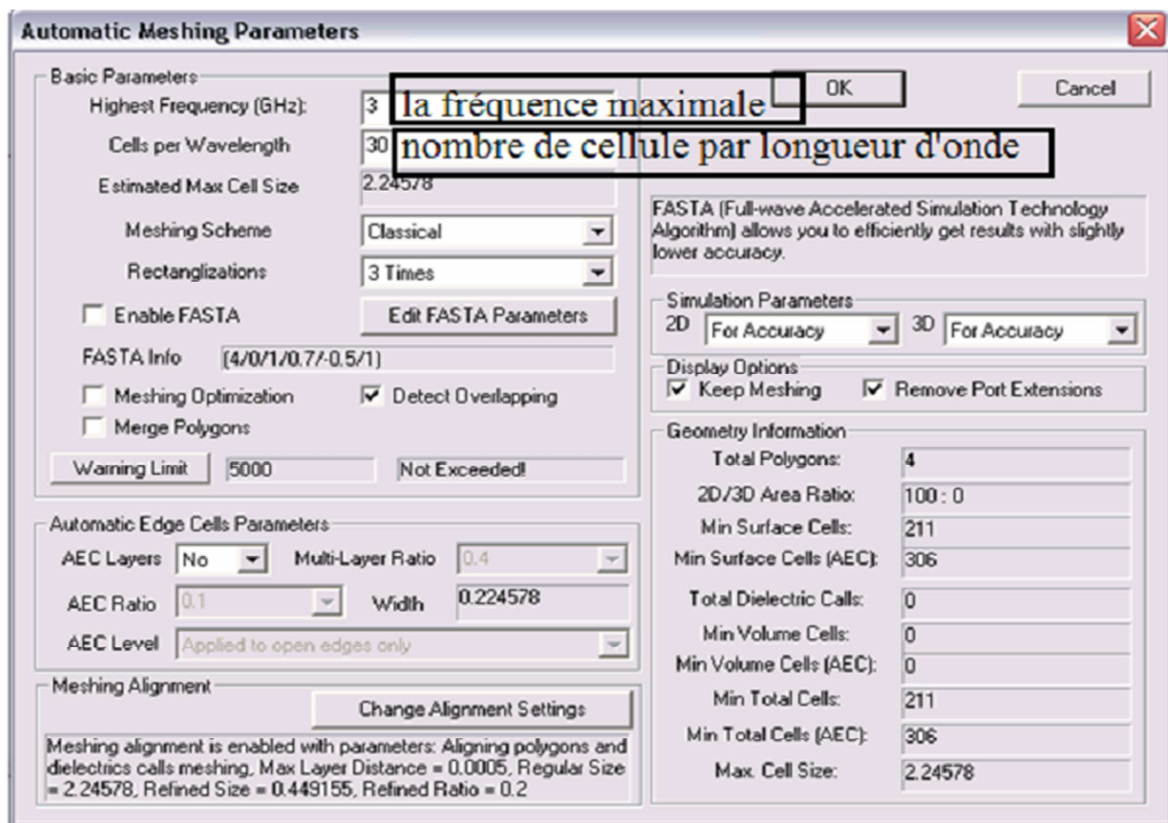 Automatic Meshing Parameters
Basic Parameters
Highest Frequency (GHz): 3 la fréquence maximale
Cells per Wavelength 30 nombre de cellule par longueur d'onde
Estimated Max Cell Size 2.24578
Meshing Scheme Classical
Rectanglizations 3 Times
Enable FASTA Edit FASTA Parameters
FASTA Info [4/0/1/0.7/-0.5/1]
Meshing Optimization Detect Overlapping
Merge Polygons
Warning Limit 5000 Not Exceeded!
Automatic Edge Cells Parameters
AEC Layers No Multi-Layer Ratio 0.4
AEC Ratio 0.1 Width 0.224578
AEC Level Applied to open edges only
Meshing Alignment
Change Alignment Settings
Meshing alignment is enabled with parameters: Aligning polygons and
dielectrics calls meshing, Max Layer Distance = 0.0005, Regular Size
= 2.24578, Refined Size = 0.449155, Refined Ratio = 0.2
OK Cancel
FASTA (Full-wave Accelerated Simulation Technology
Algorithm) allows you to efficiently get results with slightly
lower accuracy.
Simulation Parameters
2D For Accuracy 3D For Accuracy
Display Options
Keep Meshing Remove Port Extensions
Geometry Information
Total Polygons: 4
2D/3D Area Ratio: 100 : 0
Min Surface Cells: 211
Min Surface Cells (AEC): 306
Total Dielectric Calls: 0
Min Volume Cells: 0
Min Volume Cells (AEC): 0
Min Total Cells: 211
Min Total Cells (AEC): 306
Max. Cell Size: 2.24578